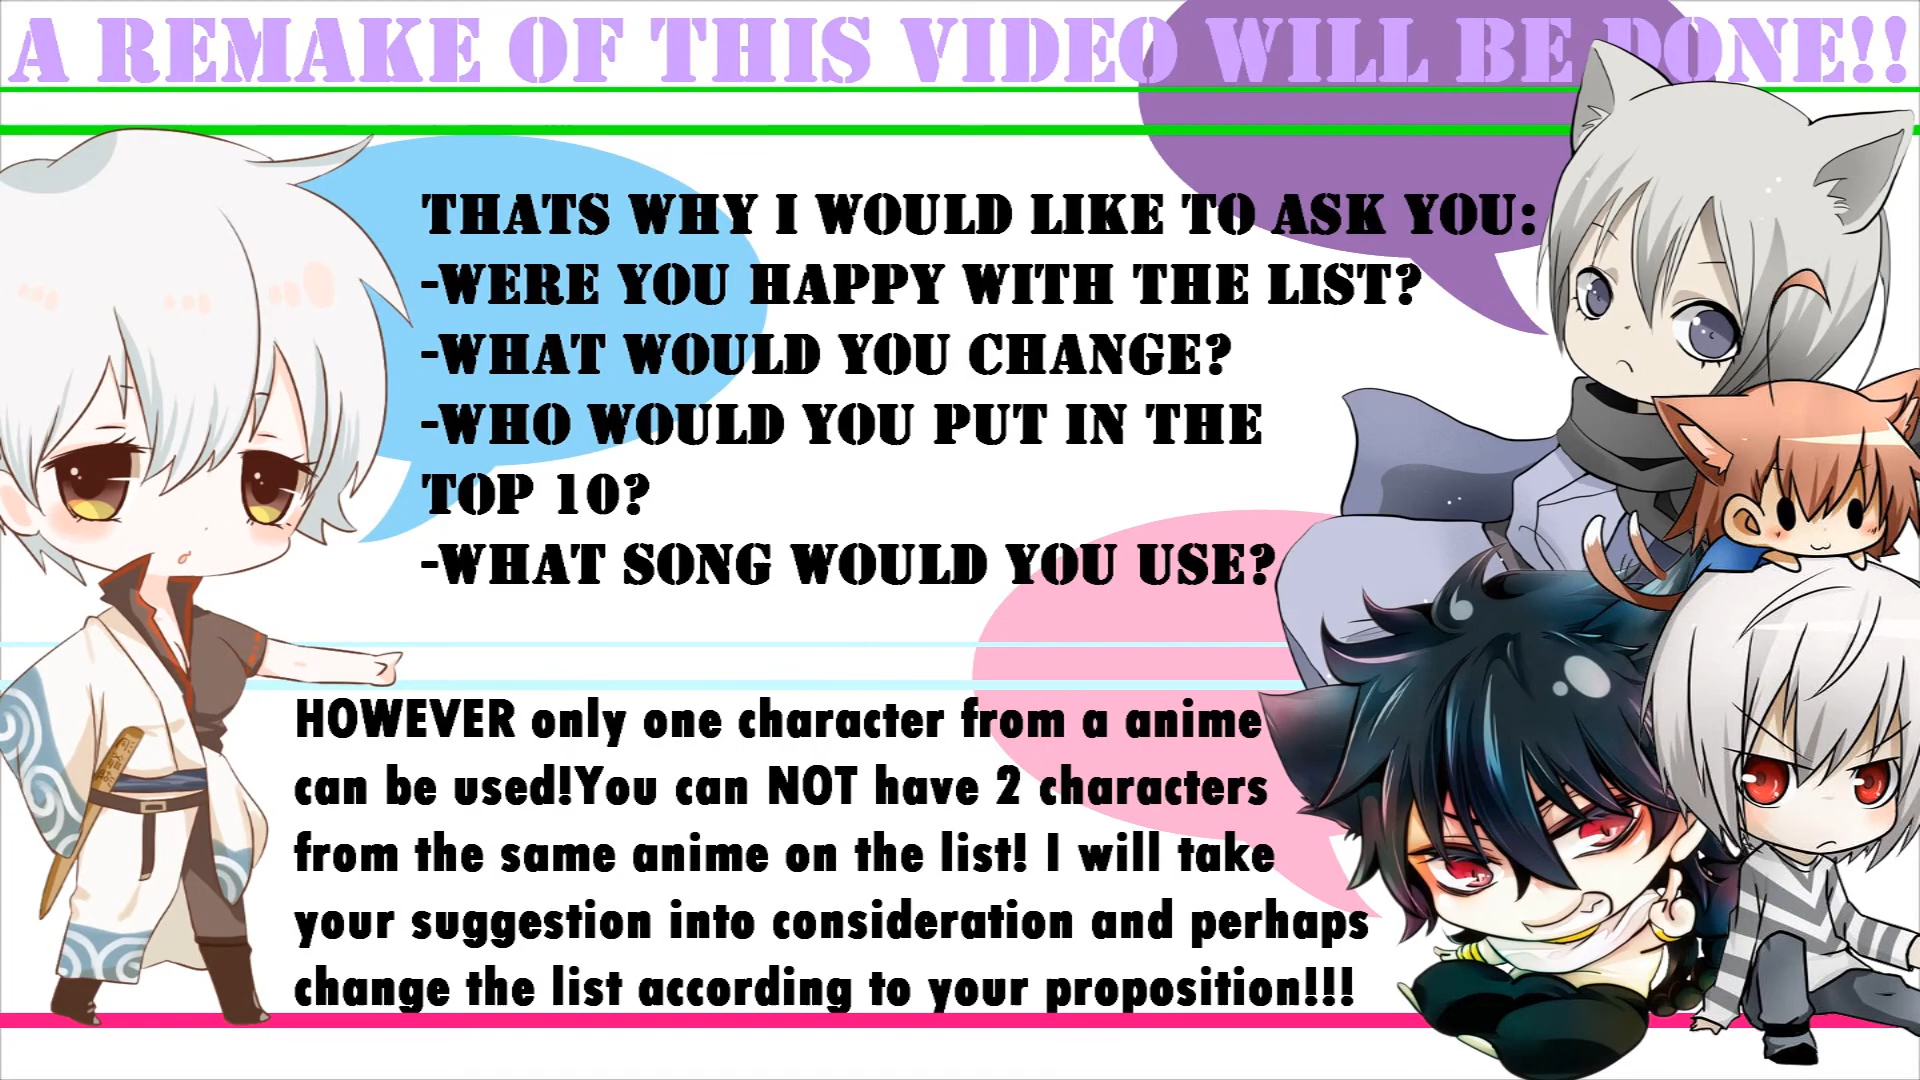 A REMAKE OF THIS VIDEO WILL BE DONE!!
THATS WHY I WOULD LIKE TO ASK YOU:
-WERE YOU HAPPY WITH THE LIST?
-WHAT WOULD YOU CHANGE?
-WHO WOULD YOU PUT IN THE
TOP 10?
-WHAT SONG WOULD YOU USE?
HOWEVER only one character from a anime
can be used!You can NOT have 2 characters
from the same anime on the list! I will take
your suggestion into consideration and perhaps
change the list according to your proposition!!!